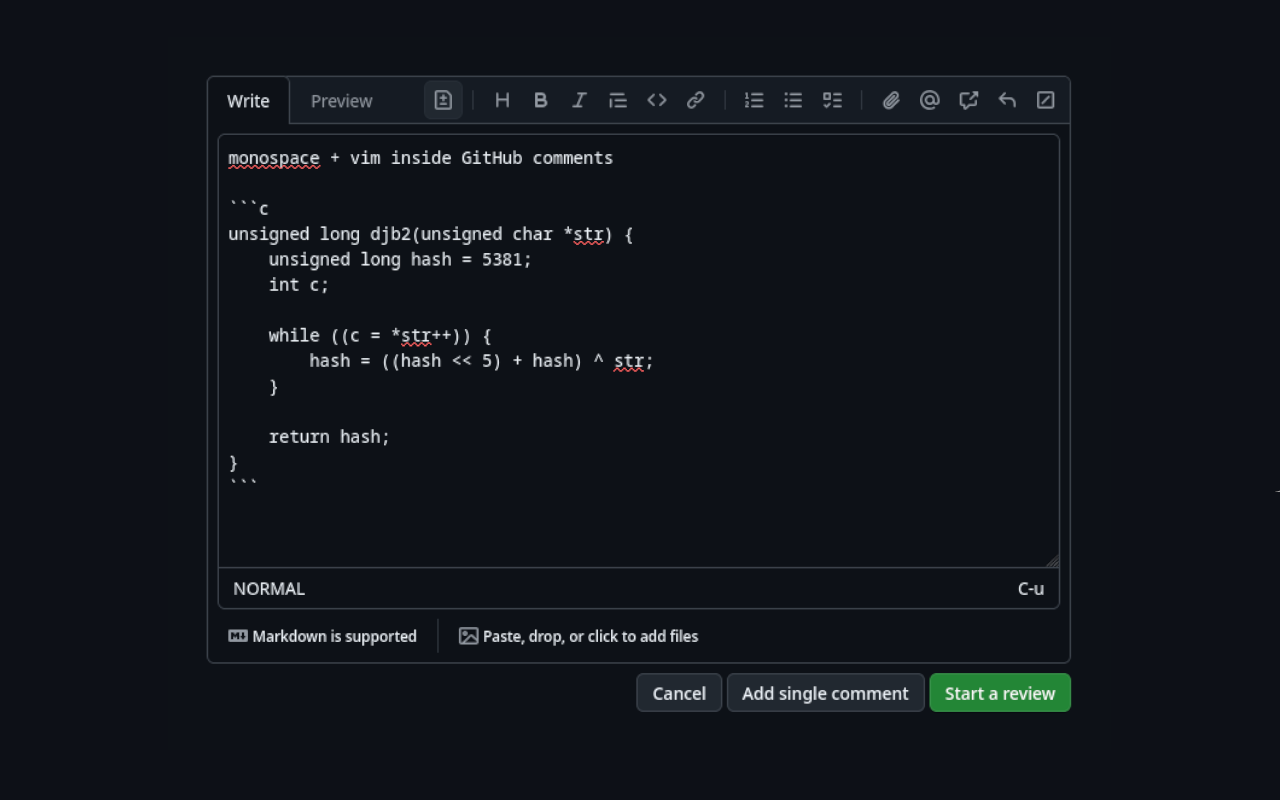 Write Preview
monospace + vim inside GitHub comments

```c
unsigned long djb2(unsigned char *str) {
    unsigned long hash = 5381;
    int c;

    while ((c = *str++)) {
        hash = ((hash << 5) + hash) ^ str;
    }

    return hash;
}
```
NORMAL C-u
Markdown is supported Paste, drop, or click to add files
Cancel Add single comment Start a review